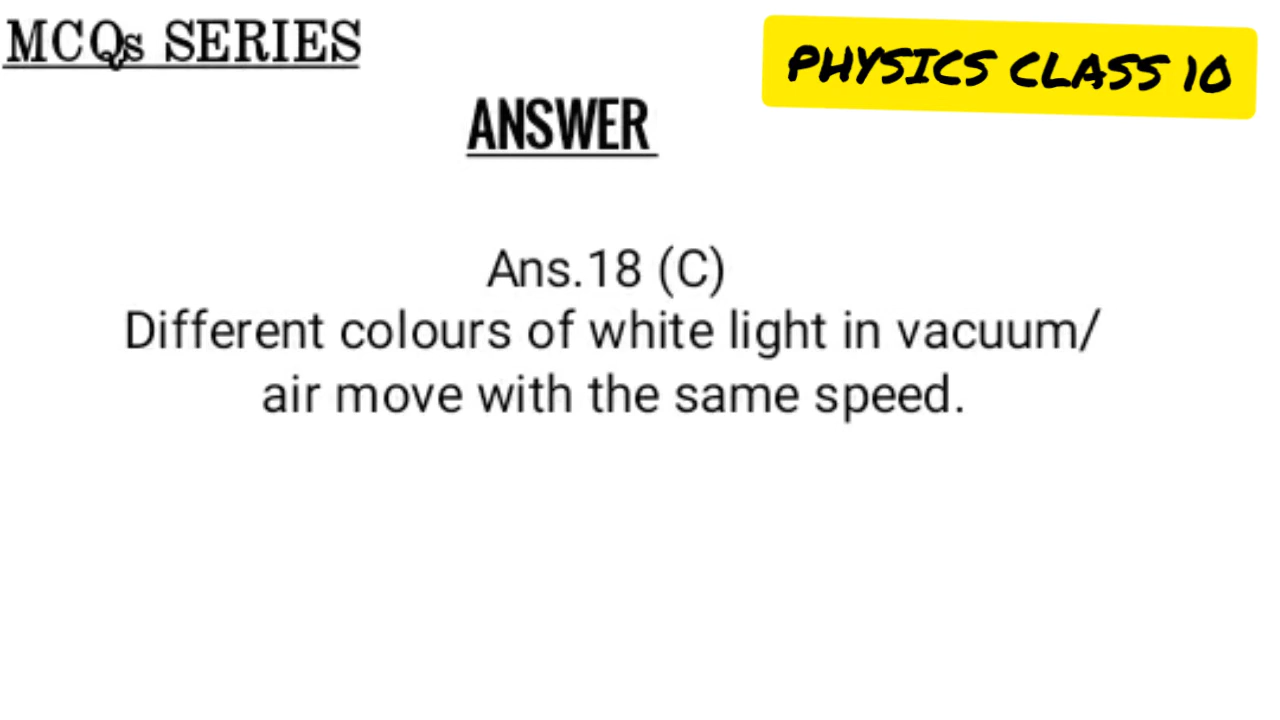 MCQs SERIES
PHYSICS CLASS 10
ANSWER
Ans.18 (C)
Different colours of white light in vacuum/
air move with the same speed.